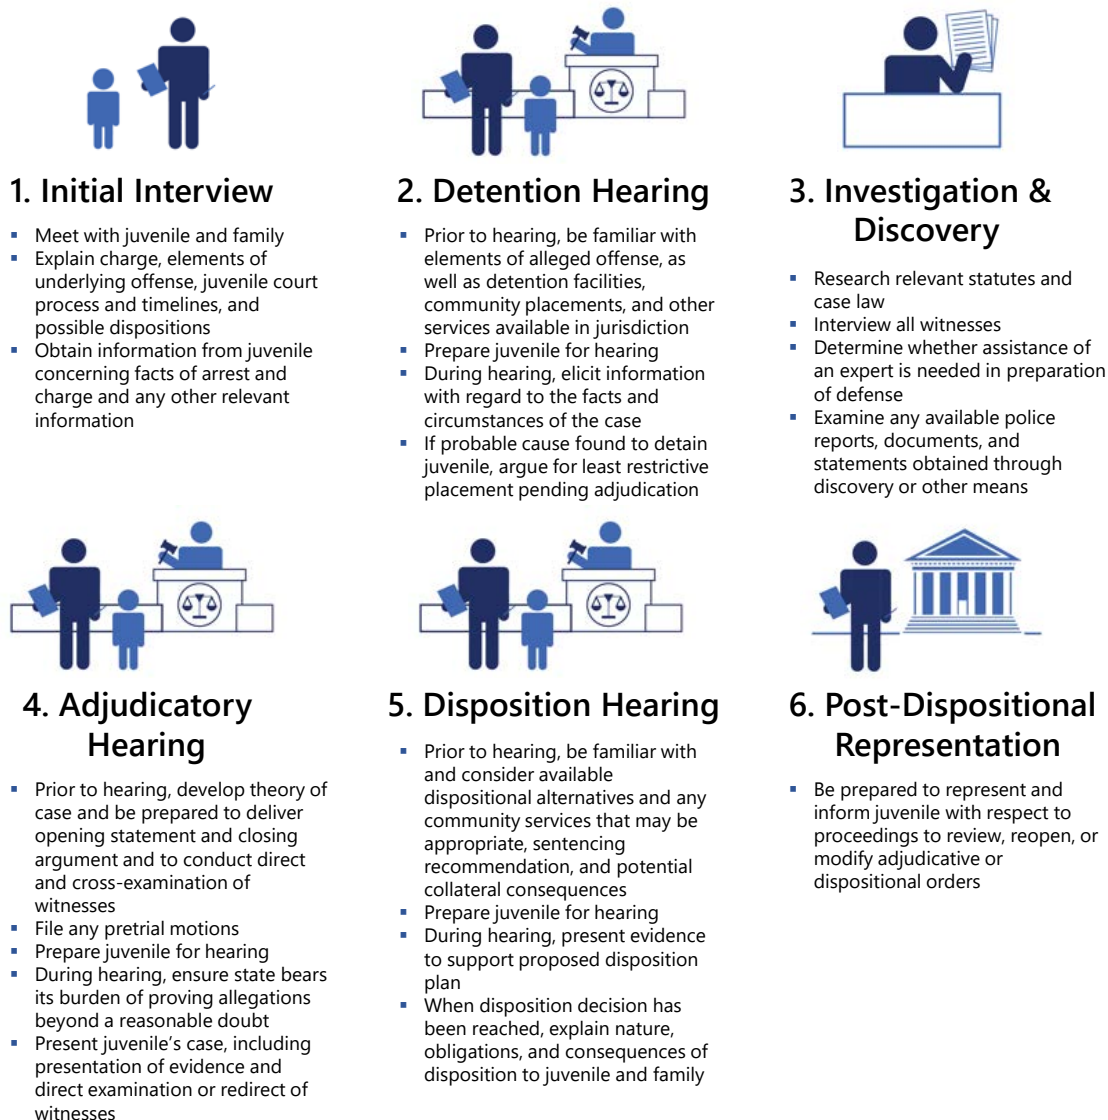 1. Initial Interview
▪ Meet with juvenile and family
▪ Explain charge, elements of
underlying offense, juvenile court
process and timelines, and
possible dispositions
▪ Obtain information from juvenile
concerning facts of arrest and
charge and any other relevant
information
2. Detention Hearing
▪ Prior to hearing, be familiar with
elements of alleged offense, as
well as detention facilities,
community placements, and other
services available in jurisdiction
▪ Prepare juvenile for hearing
▪ During hearing, elicit information
with regard to the facts and
circumstances of the case
▪ If probable cause found to detain
juvenile, argue for least restrictive
placement pending adjudication
3. Investigation &
Discovery
▪ Research relevant statutes and
case law
▪ Interview all witnesses
▪ Determine whether assistance of
an expert is needed in preparation
of defense
▪ Examine any available police
reports, documents, and
statements obtained through
discovery or other means
4. Adjudicatory
Hearing
▪ Prior to hearing, develop theory of
case and be prepared to deliver
opening statement and closing
argument and to conduct direct
and cross-examination of
witnesses
▪ File any pretrial motions
▪ Prepare juvenile for hearing
▪ During hearing, ensure state bears
its burden of proving allegations
beyond a reasonable doubt
▪ Present juvenile's case, including
presentation of evidence and
direct examination or redirect of
witnesses
5. Disposition Hearing
▪ Prior to hearing, be familiar with
and consider available
dispositional alternatives and any
community services that may be
appropriate, sentencing
recommendation, and potential
collateral consequences
▪ Prepare juvenile for hearing
▪ During hearing, present evidence
to support proposed disposition
plan
▪ When disposition decision has
been reached, explain nature,
obligations, and consequences of
disposition to juvenile and family
6. Post-Dispositional
Representation
▪ Be prepared to represent and
inform juvenile with respect to
proceedings to review, reopen, or
modify adjudicative or
dispositional orders